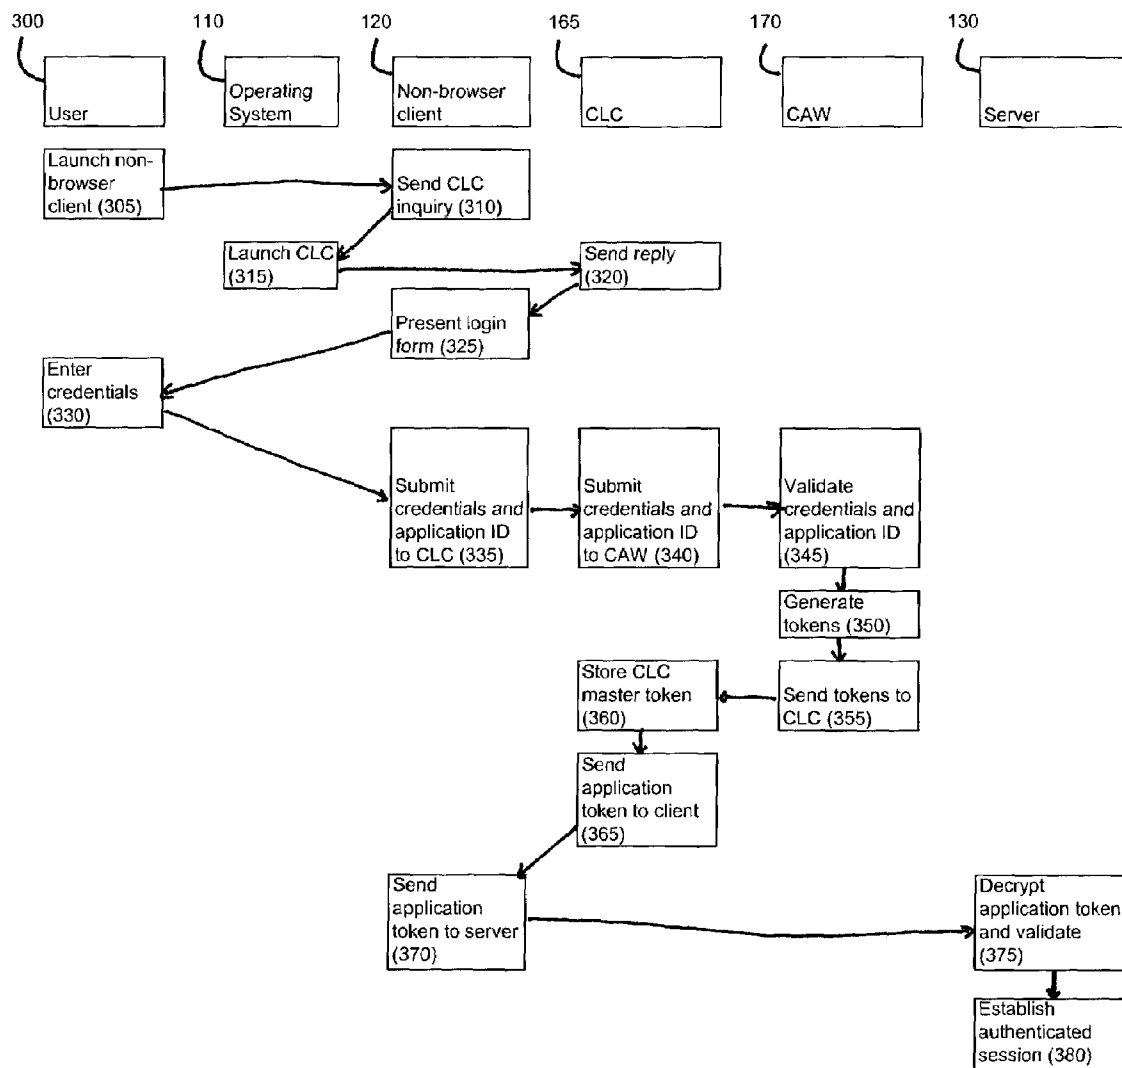 300
110
120
165
170
130
User
Operating
System
Non-browser
client
CLC
CAW
Server
Launch non-
browser
client (305)
Send CLC
inquiry (310)
Launch CLC
(315)
Send reply
(320)
Present login
form (325)
Enter
credentials
(330)
Submit
credentials and
application ID
to CLC (335)
Submit
credentials and
application ID
to CAW (340)
Validate
credentials and
application ID
(345)
Generate
tokens (350)
Send tokens to
CLC (355)
Store CLC
master token
(360)
Send
application
token to client
(365)
Send
application
token to server
(370)
Decrypt
application token
and validate
(375)
Establish
authenticated
session (380)